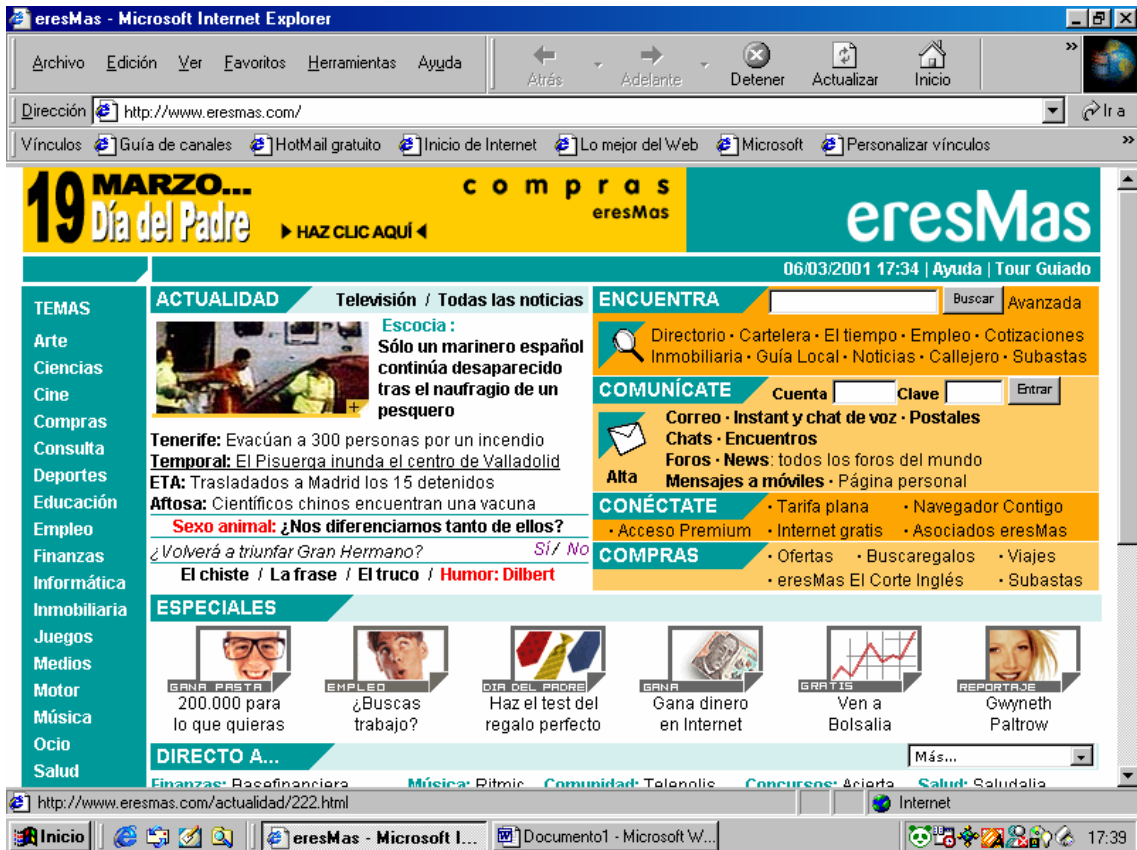 eresMas - Microsoft Internet Explorer
Archivo Edición Ver Favoritos Herramientas Ayuda
Atrás Adelante Detener Actualizar Inicio »
Dirección http://www.eresmas.com/ Ir a
Vínculos Guía de canales HotMail gratuito Inicio de Internet Lo mejor del Web Microsoft Personalizar vínculos »
19 MARZO...
Día del Padre
HAZ CLIC AQUÍ
compras
eresMas
eresMas
06/03/2001 17:34 | Ayuda | Tour Guiado
TEMAS
Arte
Ciencias
Cine
Compras
Consulta
Deportes
Educación
Empleo
Finanzas
Informática
Inmobiliaria
Juegos
Medios
Motor
Música
Ocio
Salud
ACTUALIDAD Televisión / Todas las noticias
Escocia :
Sólo un marinero español
continúa desaparecido
tras el naufragio de un
pesquero
Tenerife: Evacúan a 300 personas por un incendio
Temporal: El Pisuerga inunda el centro de Valladolid
ETA: Trasladados a Madrid los 15 detenidos
Aftosa: Científicos chinos encuentran una vacuna
Sexo animal: ¿Nos diferenciamos tanto de ellos?
¿Volverá a triunfar Gran Hermano? Sí / No
El chiste / La frase / El truco / Humor: Dilbert
ENCUENTRA Buscar Avanzada
Directorio · Cartelera · El tiempo · Empleo · Cotizaciones
Inmobiliaria · Guía Local · Noticias · Callejero · Subastas
COMUNÍCATE Cuenta Clave Entrar
Correo · Instant y chat de voz · Postales
Chats · Encuentros
Foros · News: todos los foros del mundo
Alta Mensajes a móviles · Página personal
CONÉCTATE · Tarifa plana · Navegador Contigo
· Acceso Premium · Internet gratis · Asociados eresMas
COMPRAS · Ofertas · Buscaregalos · Viajes
· eresMas El Corte Inglés · Subastas
ESPECIALES
GANA PASTA
200.000 para
lo que quieras
EMPLEO
¿Buscas
trabajo?
DIA DEL PADRE
Haz el test del
regalo perfecto
GANA
Gana dinero
en Internet
GRATIS
Ven a
Bolsalia
REPORTAJE
Gwyneth
Paltrow
DIRECTO A... Más...
Finanzas: Basefinanciera Música: Ritmic Comunidad: Telepolis Concursos: Acierta Salud: Saludalia
http://www.eresmas.com/actualidad/222.html Internet
Inicio eresMas - Microsoft I... Documento1 - Microsoft W... 17:39